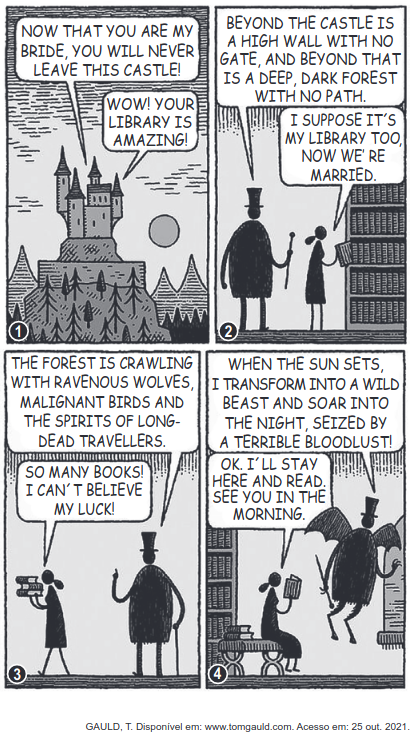 NOW THAT YOU ARE MY
BRIDE, YOU WILL NEVER
LEAVE THIS CASTLE!
WOW! YOUR
LIBRARY IS
AMAZING!
1
BEYOND THE CASTLE IS
A HIGH WALL WITH NO
GATE, AND BEYOND THAT
IS A DEEP, DARK FOREST
WITH NO PATH.
I SUPPOSE IT'S
MY LIBRARY TOO,
NOW WE'RE
MARRIED.
2
THE FOREST IS CRAWLING
WITH RAVENOUS WOLVES,
MALIGNANT BIRDS AND
THE SPIRITS OF LONG-
DEAD TRAVELLERS.
SO MANY BOOKS!
I CAN´T BELIEVE
MY LUCK!
3
WHEN THE SUN SETS,
I TRANSFORM INTO A WILD
BEAST AND SOAR INTO
THE NIGHT, SEIZED BY
A TERRIBLE BLOODLUST!
OK. I´LL STAY
HERE AND READ.
SEE YOU IN THE
MORNING.
4
GAULD, T. Disponível em: www.tomgauld.com. Acesso em: 25 out. 2021.